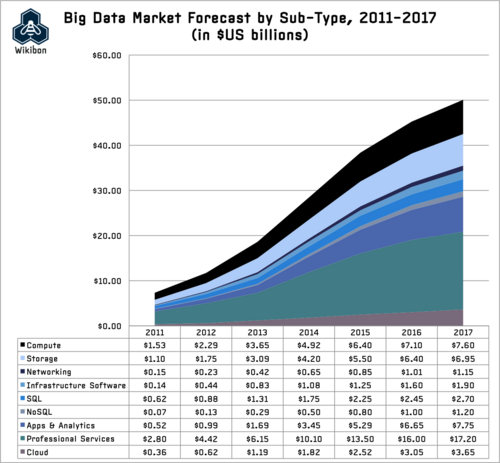 Big Data Market Forecast by Sub-Type, 2011-2017
(in $US billions)
Wikibon
$60.00
$50.00
$40.00
$30.00
$20.00
$10.00
$0.00
2011 2012 2013 2014 2015 2016 2017
Compute $1.53 $2.29 $3.65 $4.92 $6.40 $7.10 $7.60
Storage $1.10 $1.75 $3.09 $4.20 $5.50 $6.40 $6.95
Networking $0.15 $0.23 $0.42 $0.65 $0.85 $1.01 $1.15
Infrastructure Software $0.14 $0.44 $0.83 $1.08 $1.25 $1.60 $1.90
SQL $0.62 $0.88 $1.31 $1.75 $2.25 $2.45 $2.70
NoSQL $0.07 $0.13 $0.29 $0.50 $0.80 $1.00 $1.20
Apps & Analytics $0.52 $0.99 $1.69 $3.45 $5.29 $6.65 $7.75
Professional Services $2.80 $4.42 $6.15 $10.10 $13.50 $16.00 $17.20
Cloud $0.36 $0.62 $1.19 $1.82 $2.52 $3.05 $3.65